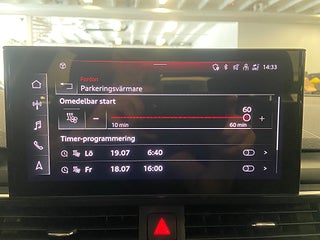 14:33
Fordon
Parkeringsvärmare
Omedelbar start
60
− +
10 min 60 min
Timer-programmering
Lö 19.07 6:40 >
Fr 18.07 16:00 >